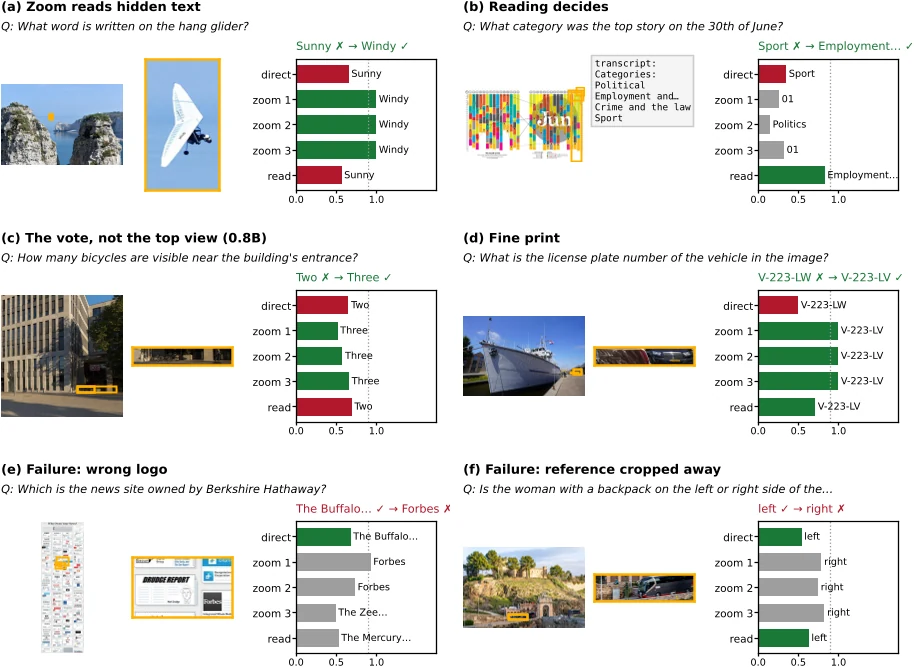 (a) Zoom reads hidden text
Q: What word is written on the hang glider?
Sunny ✗ → Windy ✓
direct Sunny
zoom 1 Windy
zoom 2 Windy
zoom 3 Windy
read Sunny
0.0 0.5 1.0
(b) Reading decides
Q: What category was the top story on the 30th of June?
Sport ✗ → Employment... ✓
Jun
transcript:
Categories:
Political
Employment and…
Crime and the law
Sport
direct Sport
zoom 1 01
zoom 2 Politics
zoom 3 01
read Employment...
0.0 0.5 1.0
(c) The vote, not the top view (0.8B)
Q: How many bicycles are visible near the building's entrance?
Two ✗ → Three ✓
direct Two
zoom 1 Three
zoom 2 Three
zoom 3 Three
read Two
0.0 0.5 1.0
(d) Fine print
Q: What is the license plate number of the vehicle in the image?
V-223-LW ✗ → V-223-LV ✓
direct V-223-LW
zoom 1 V-223-LV
zoom 2 V-223-LV
zoom 3 V-223-LV
read V-223-LV
0.0 0.5 1.0
(e) Failure: wrong logo
Q: Which is the news site owned by Berkshire Hathaway?
The Buffalo... ✓ → Forbes ✗
DRUDGE REPORT
Forbes
direct The Buffalo...
zoom 1 Forbes
zoom 2 Forbes
zoom 3 The Zee...
read The Mercury...
0.0 0.5 1.0
(f) Failure: reference cropped away
Q: Is the woman with a backpack on the left or right side of the...
left ✓ → right ✗
direct left
zoom 1 right
zoom 2 right
zoom 3 right
read left
0.0 0.5 1.0